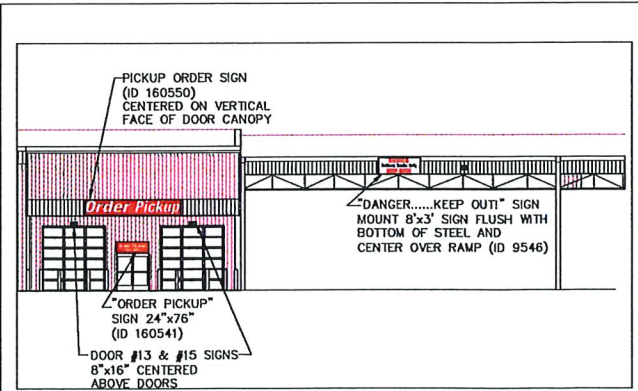 PICKUP ORDER SIGN
(ID 160550)
CENTERED ON VERTICAL
FACE OF DOOR CANOPY
Order Pickup
"DANGER......KEEP OUT!" SIGN
MOUNT 8'x3' SIGN FLUSH WITH
BOTTOM OF STEEL AND
CENTER OVER RAMP (ID 9546)
"ORDER PICKUP"
SIGN 24"x76"
(ID 160541)
DOOR #13 & #15 SIGNS
8"x16" CENTERED
ABOVE DOORS